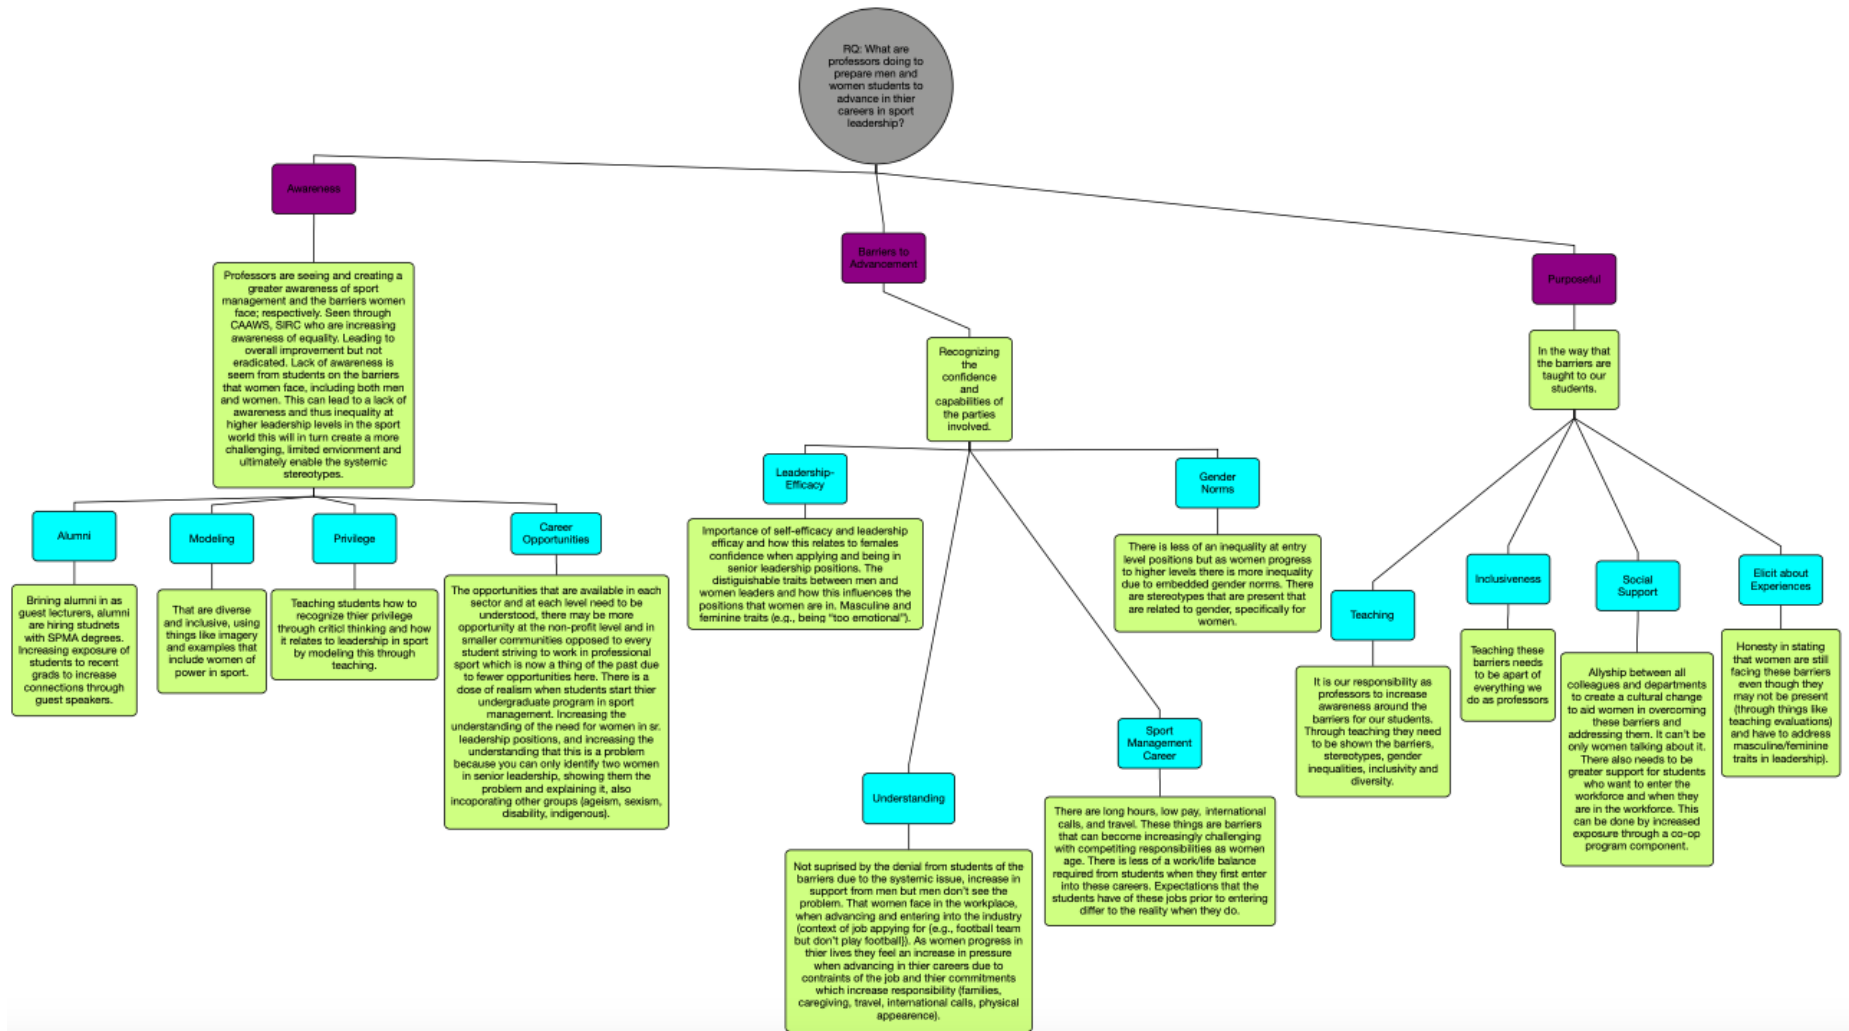 RQ: What are
professors doing to
prepare men and
women students to
advance in thier
careers in sport
leadership?
Awareness
Professors are seeing and creating a
greater awareness of sport
management and the barriers women
face; respectively. Seen through
CAAWS, SIRC who are increasing
awareness of equality. Leading to
overall improvement but not
eradicated. Lack of awareness is
seem from students on the barriers
that women face, including both men
and women. This can lead to a lack of
awareness and thus inequality at
higher leadership levels in the sport
world this will in turn create a more
challenging, limited envionment and
ultimately enable the systemic
stereotypes.
Alumni
Brining alumni in as
guest lecturers, alumni
are hiring studnets
with SPMA degrees.
Increasing exposure of
students to recent
grads to increase
connections through
guest speakers.
Modeling
That are diverse
and inclusive, using
things like imagery
and examples that
include women of
power in sport.
Privilege
Teaching students how to
recognize thier privilege
through criticl thinking and how
it relates to leadership in sport
by modeling this through
teaching.
Career
Opportunities
The opportunities that are available in each
sector and at each level need to be
understood, there may be more
opportunity at the non-profit level and in
smaller communities opposed to every
student striving to work in professional
sport which is now a thing of the past due
to fewer opportunities here. There is a
dose of realism when students start thier
undergraduate program in sport
management. Increasing the
understanding of the need for women in sr.
leadership positions, and increasing the
understanding that this is a problem
because you can only identify two women
in senior leadership, showing them the
problem and explaining it, also
incoporating other groups (ageism, sexism,
disability, indigenous).
Barriers to
Advancement
Recognizing
the
confidence
and
capabilities of
the parties
involved.
Leadership-
Efficacy
Importance of self-efficacy and leadership
efficay and how this relates to females
confidence when applying and being in
senior leadership positions. The
distiguishable traits between men and
women leaders and how this influences the
positions that women are in. Masculine and
feminine traits (e.g., being "too emotional").
Understanding
Not suprised by the denial from students of the
barriers due to the systemic issue, increase in
support from men but men don't see the
problem. That women face in the workplace,
when advancing and entering into the industry
(context of job appying for (e.g., football team
but don't play football)). As women progress in
thier lives they feel an increase in pressure
when advancing in thier careers due to
contraints of the job and thier commitments
which increase responsibility (families,
caregiving, travel, international calls, physical
appearence).
Sport
Management
Career
There are long hours, low pay, international
calls, and travel. These things are barriers
that can become increasingly challenging
with competiting responsibilities as women
age. There is less of a work/life balance
required from students when they first enter
into these careers. Expectations that the
students have of these jobs prior to entering
differ to the reality when they do.
Gender
Norms
There is less of an inequality at entry
level positions but as women progress
to higher levels there is more inequality
due to embedded gender norms. There
are stereotypes that are present that
are related to gender, specifically for
women.
Purposeful
In the way that
the barriers are
taught to our
students.
Teaching
It is our responsibility as
professors to increase
awareness around the
barriers for our students.
Through teaching they need
to be shown the barriers,
stereotypes, gender
inequalities, inclusivity and
diversity.
Inclusiveness
Teaching these
barriers needs
to be apart of
everything we
do as professors
Social
Support
Allyship between all
colleagues and departments
to create a cultural change
to aid women in overcoming
these barriers and
addressing them. It can't be
only women talking about it.
There also needs to be
greater support for students
who want to enter the
workforce and when they
are in the workforce. This
can be done by increased
exposure through a co-op
program component.
Elicit about
Experiences
Honesty in stating
that women are still
facing these barriers
even though they
may not be present
(through things like
teaching evaluations)
and have to address
masculine/feminine
traits in leadership).